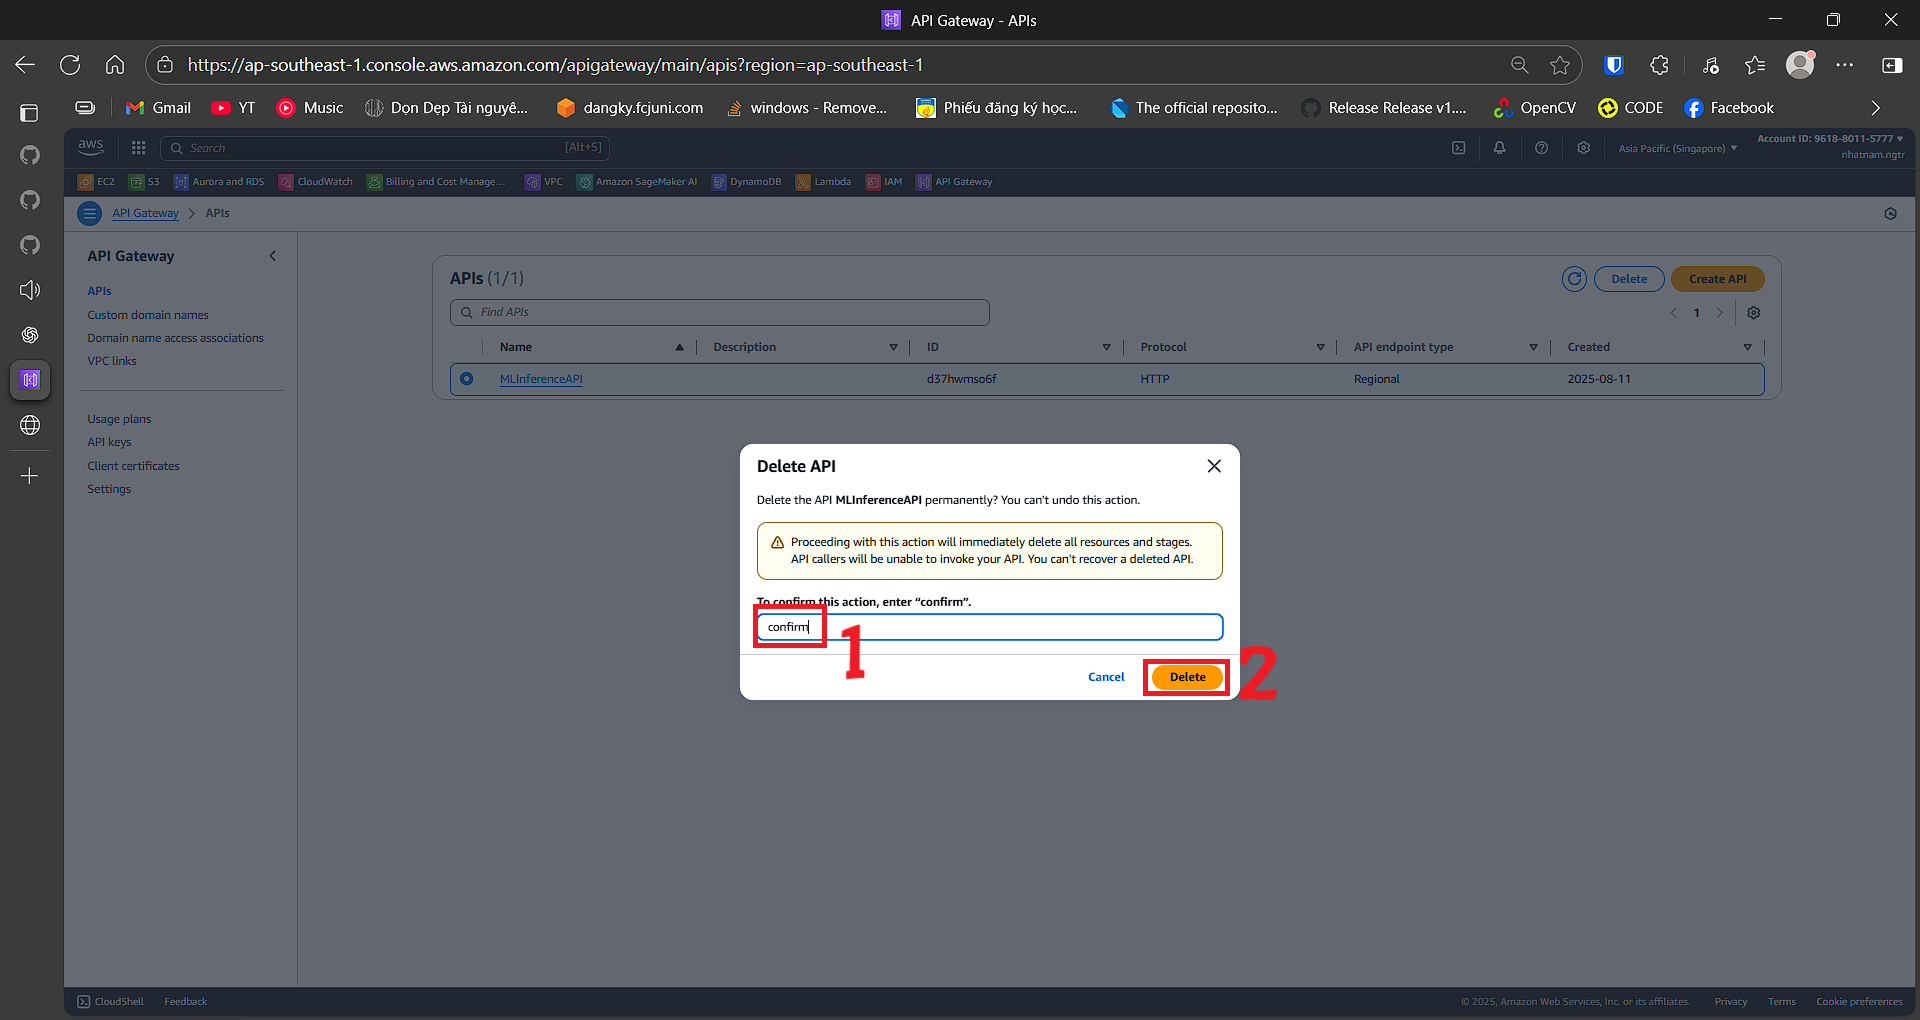 API Gateway - APIs
https://ap-southeast-1.console.aws.amazon.com/apigateway/main/apis?region=ap-southeast-1
Gmail
YT
Music
Dọn Dẹp Tài nguyê...
dangky.fcjuni.com
windows - Remove...
Phiếu đăng ký học...
The official reposito...
Release Release v1....
OpenCV
CODE
Facebook
aws
Search
[Alt+S]
Asia Pacific (Singapore)
Account ID: 9618-8011-5777
nhatnam.ngtr
EC2
S3
Aurora and RDS
CloudWatch
Billing and Cost Manage...
VPC
Amazon SageMaker AI
DynamoDB
Lambda
IAM
API Gateway
API Gateway > APIs
API Gateway
APIs
Custom domain names
Domain name access associations
VPC links
Usage plans
API keys
Client certificates
Settings
APIs (1/1)
Delete
Create API
Find APIs
1
Name
Description
ID
Protocol
API endpoint type
Created
MLInferenceAPI
d37hwmso6f
HTTP
Regional
2025-08-11
Delete API
Delete the API MLInferenceAPI permanently? You can't undo this action.
Proceeding with this action will immediately delete all resources and stages.
API callers will be unable to invoke your API. You can't recover a deleted API.
To confirm this action, enter “confirm”.
confirm
1
Cancel
Delete
2
CloudShell
Feedback
© 2025, Amazon Web Services, Inc. or its affiliates.
Privacy
Terms
Cookie preferences